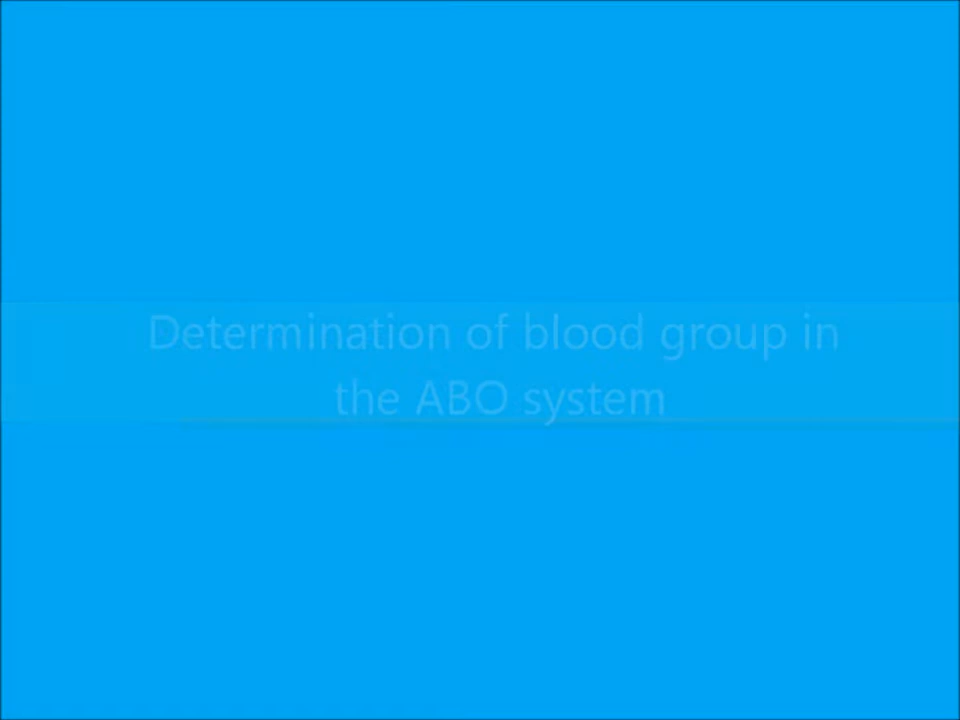 Determination of blood group in
the ABO system